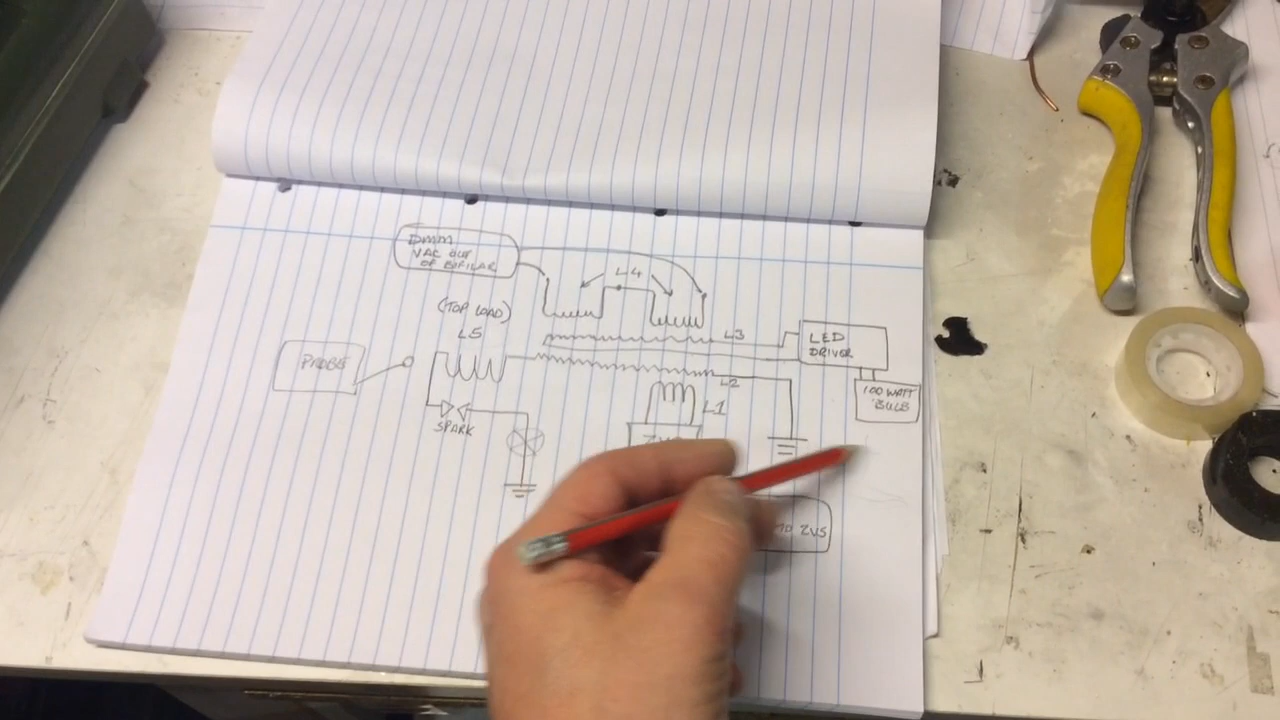 DMM
VAC OUT
OF BIFILAR
L4
(TOP LOAD)
L5
L3
LED
DRIVER
PROBE
L2
100 WATT
BULB
L1
SPARK
ZVS